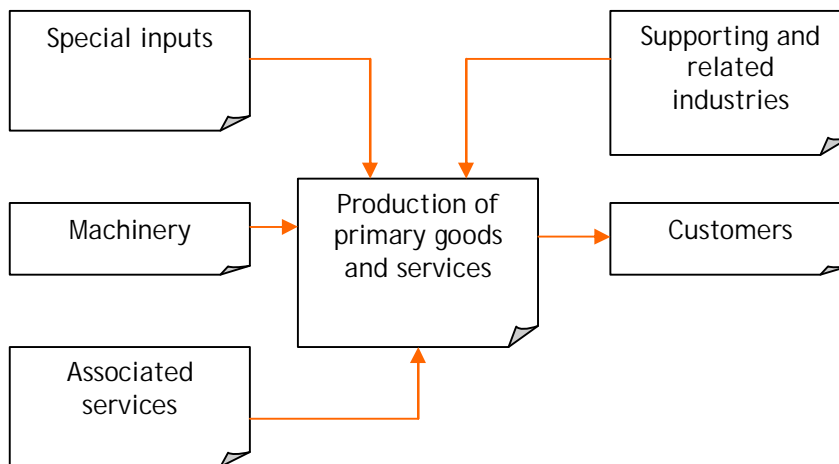 Special inputs
Supporting and
related
industries
Machinery
Production of
primary goods
and services
Customers
Associated
services